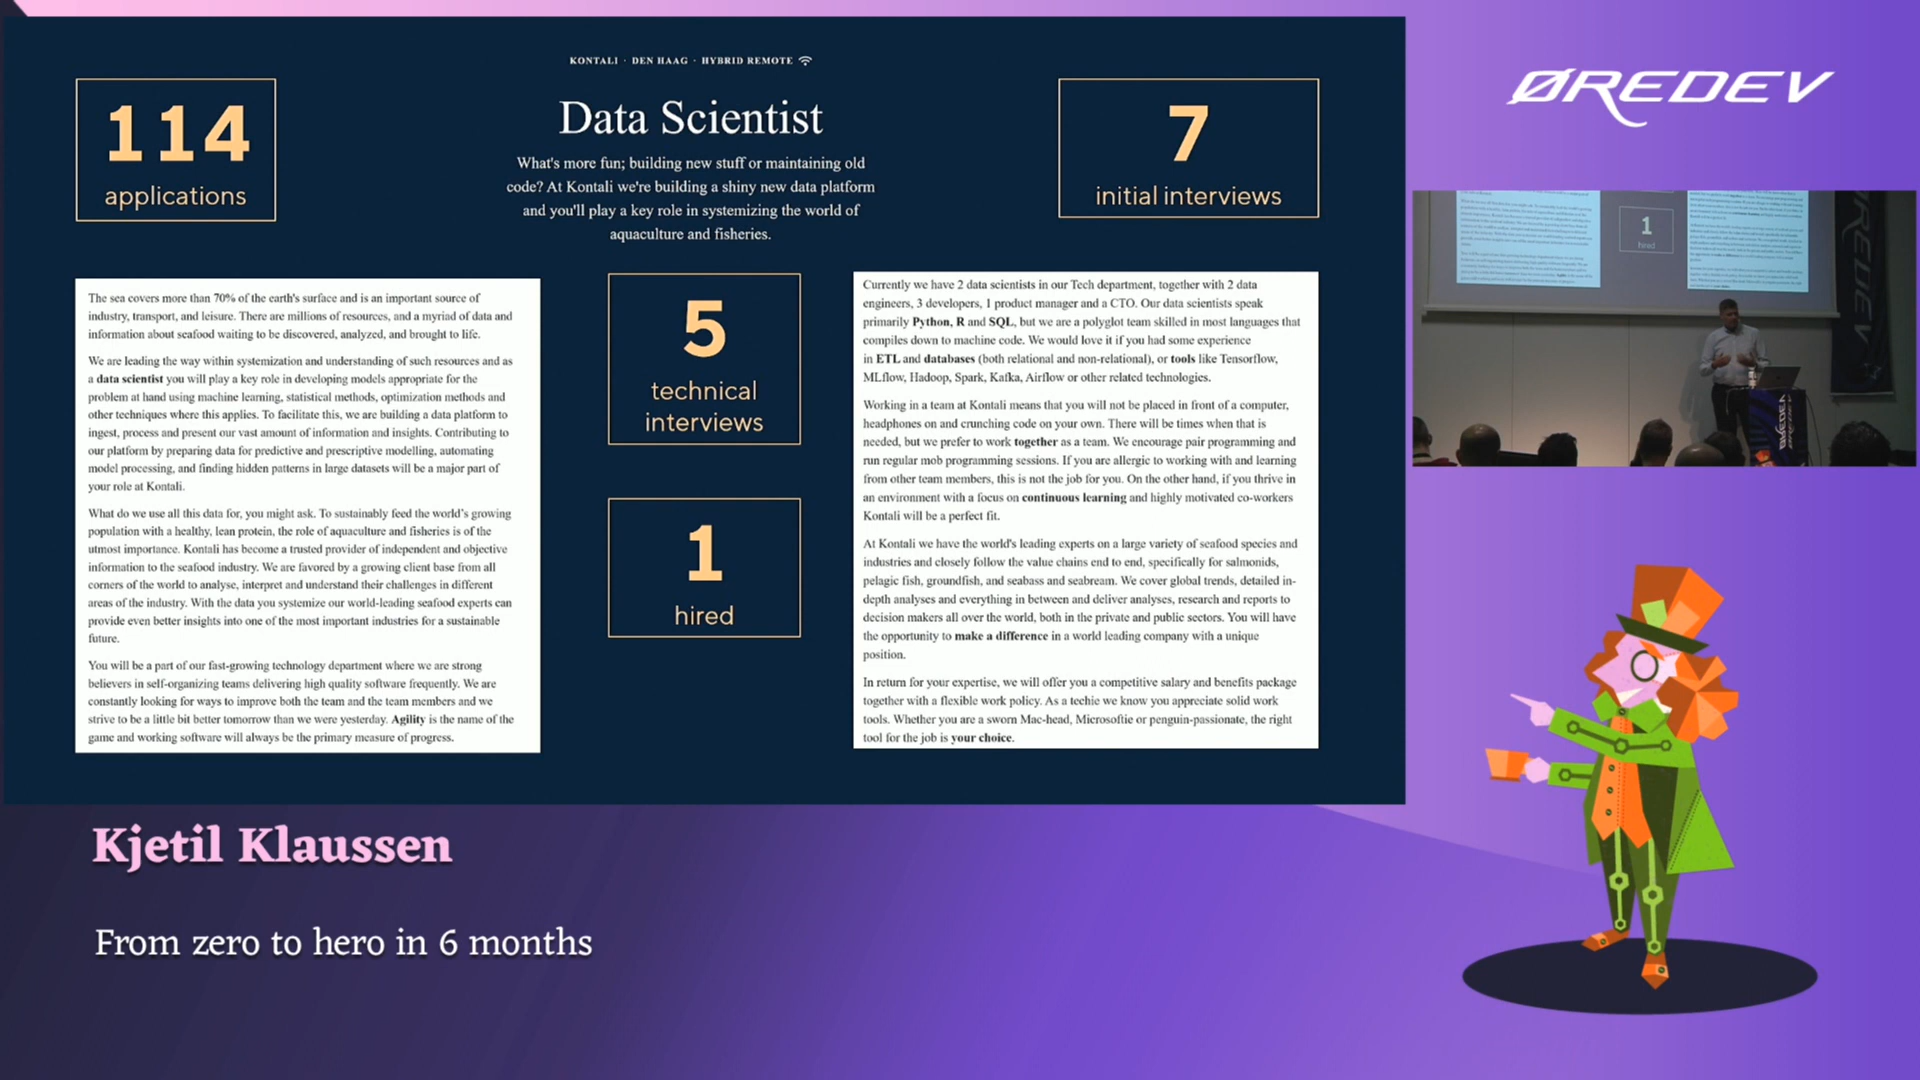 KONTALI · DEN HAAG · HYBRID REMOTE
114
applications
Data Scientist
What's more fun; building new stuff or maintaining old
code? At Kontali we're building a shiny new data platform
and you'll play a key role in systemizing the world of
aquaculture and fisheries.
7
initial interviews
The sea covers more than 70% of the earth's surface and is an important source of
industry, transport, and leisure. There are millions of resources, and a myriad of data and
information about seafood waiting to be discovered, analyzed, and brought to life.
We are leading the way within systemization and understanding of such resources and as
a data scientist you will play a key role in developing models appropriate for the
problem at hand using machine learning, statistical methods, optimization methods and
other techniques where this applies. To facilitate this, we are building a data platform to
ingest, process and present our vast amount of information and insights. Contributing to
our platform by preparing data for predictive and prescriptive modelling, automating
model processing, and finding hidden patterns in large datasets will be a major part of
your role at Kontali.
What do we use all this data for, you might ask. To sustainably feed the world's growing
population with a healthy, lean protein, the role of aquaculture and fisheries is of the
utmost importance. Kontali has become a trusted provider of independent and objective
information to the seafood industry. We are favored by a growing client base from all
corners of the world to analyse, interpret and understand their challenges in different
areas of the industry. With the data you systemize our world-leading seafood experts can
provide even better insights into one of the most important industries for a sustainable
future.
You will be a part of our fast-growing technology department where we are strong
believers in self-organizing teams delivering high quality software frequently. We are
constantly looking for ways to improve both the team and the team members and we
strive to be a little bit better tomorrow than we were yesterday. Agility is the name of the
game and working software will always be the primary measure of progress.
5
technical
interviews
1
hired
Currently we have 2 data scientists in our Tech department, together with 2 data
engineers, 3 developers, 1 product manager and a CTO. Our data scientists speak
primarily Python, R and SQL, but we are a polyglot team skilled in most languages that
compiles down to machine code. We would love it if you had some experience
in ETL and databases (both relational and non-relational), or tools like Tensorflow,
MLflow, Hadoop, Spark, Kafka, Airflow or other related technologies.
Working in a team at Kontali means that you will not be placed in front of a computer,
headphones on and crunching code on your own. There will be times when that is
needed, but we prefer to work together as a team. We encourage pair programming and
run regular mob programming sessions. If you are allergic to working with and learning
from other team members, this is not the job for you. On the other hand, if you thrive in
an environment with a focus on continuous learning and highly motivated co-workers
Kontali will be a perfect fit.
At Kontali we have the world's leading experts on a large variety of seafood species and
industries and closely follow the value chains end to end, specifically for salmonids,
pelagic fish, groundfish, and seabass and seabream. We cover global trends, detailed in-
depth analyses and everything in between and deliver analyses, research and reports to
decision makers all over the world, both in the private and public sectors. You will have
the opportunity to make a difference in a world leading company with a unique
position.
In return for your expertise, we will offer you a competitive salary and benefits package
together with a flexible work policy. As a techie we know you appreciate solid work
tools. Whether you are a sworn Mac-head, Microsoftie or penguin-passionate, the right
tool for the job is your choice.
ØREDEV
1
hired
ØREDEV
ØREDEV
Kjetil Klaussen
From zero to hero in 6 months